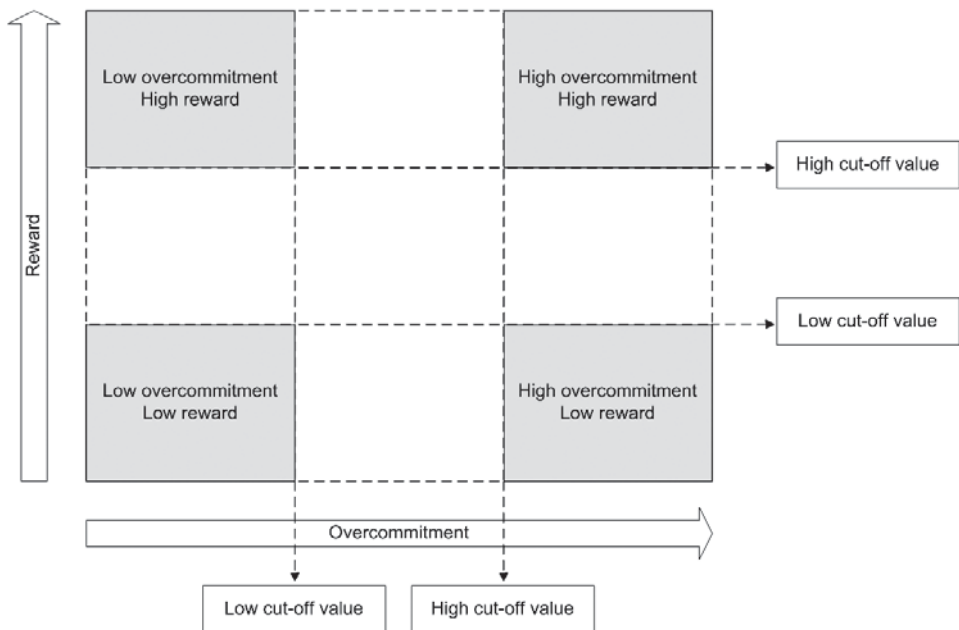 Low overcommitment
High reward
High overcommitment
High reward
High cut-off value
Reward
Low cut-off value
Low overcommitment
Low reward
High overcommitment
Low reward
Overcommitment
Low cut-off value
High cut-off value